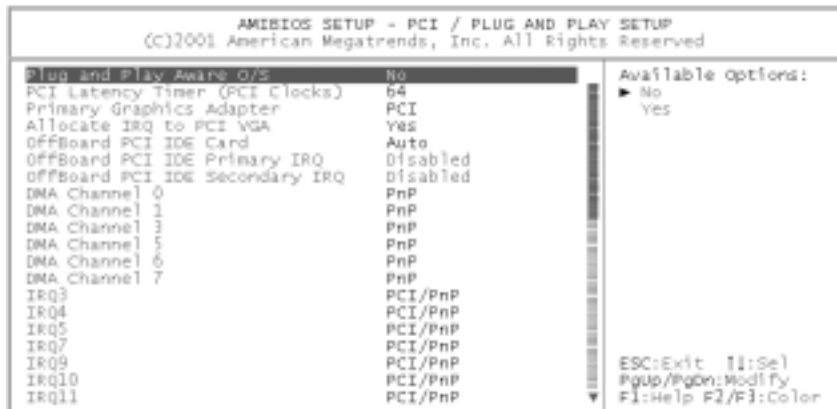 AMIBIOS SETUP - PCI / PLUG AND PLAY SETUP
(C)2001 American Megatrends, Inc. All Rights Reserved
Plug and Play Aware O/S No
PCI Latency Timer (PCI Clocks) 64
Primary Graphics Adapter PCI
Allocate IRQ to PCI VGA Yes
OffBoard PCI IDE Card Auto
OffBoard PCI IDE Primary IRQ Disabled
OffBoard PCI IDE Secondary IRQ Disabled
DMA Channel 0 PnP
DMA Channel 1 PnP
DMA Channel 3 PnP
DMA Channel 5 PnP
DMA Channel 6 PnP
DMA Channel 7 PnP
IRQ3 PCI/PnP
IRQ4 PCI/PnP
IRQ5 PCI/PnP
IRQ7 PCI/PnP
IRQ9 PCI/PnP
IRQ10 PCI/PnP
IRQ11 PCI/PnP
Available Options:
► No
Yes
ESC:Exit ↑↓:Sel
PgUp/PgDn:Modify
F1:Help F2/F3:Color